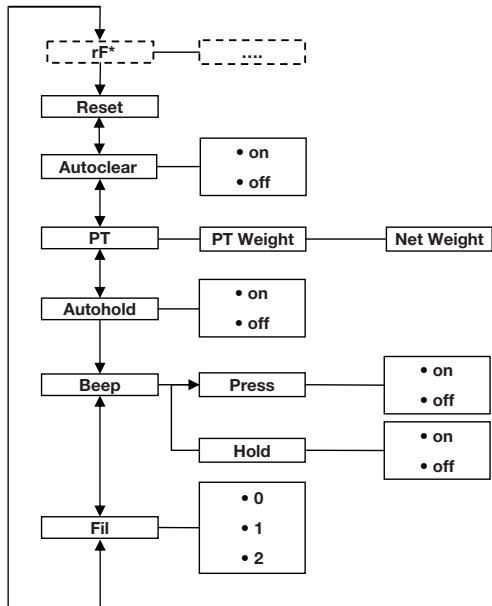 rF*
....
Reset
Autoclear
• on
• off
PT
PT Weight
Net Weight
Autohold
• on
• off
Beep
Press
• on
• off
Hold
• on
• off
Fil
• 0
• 1
• 2